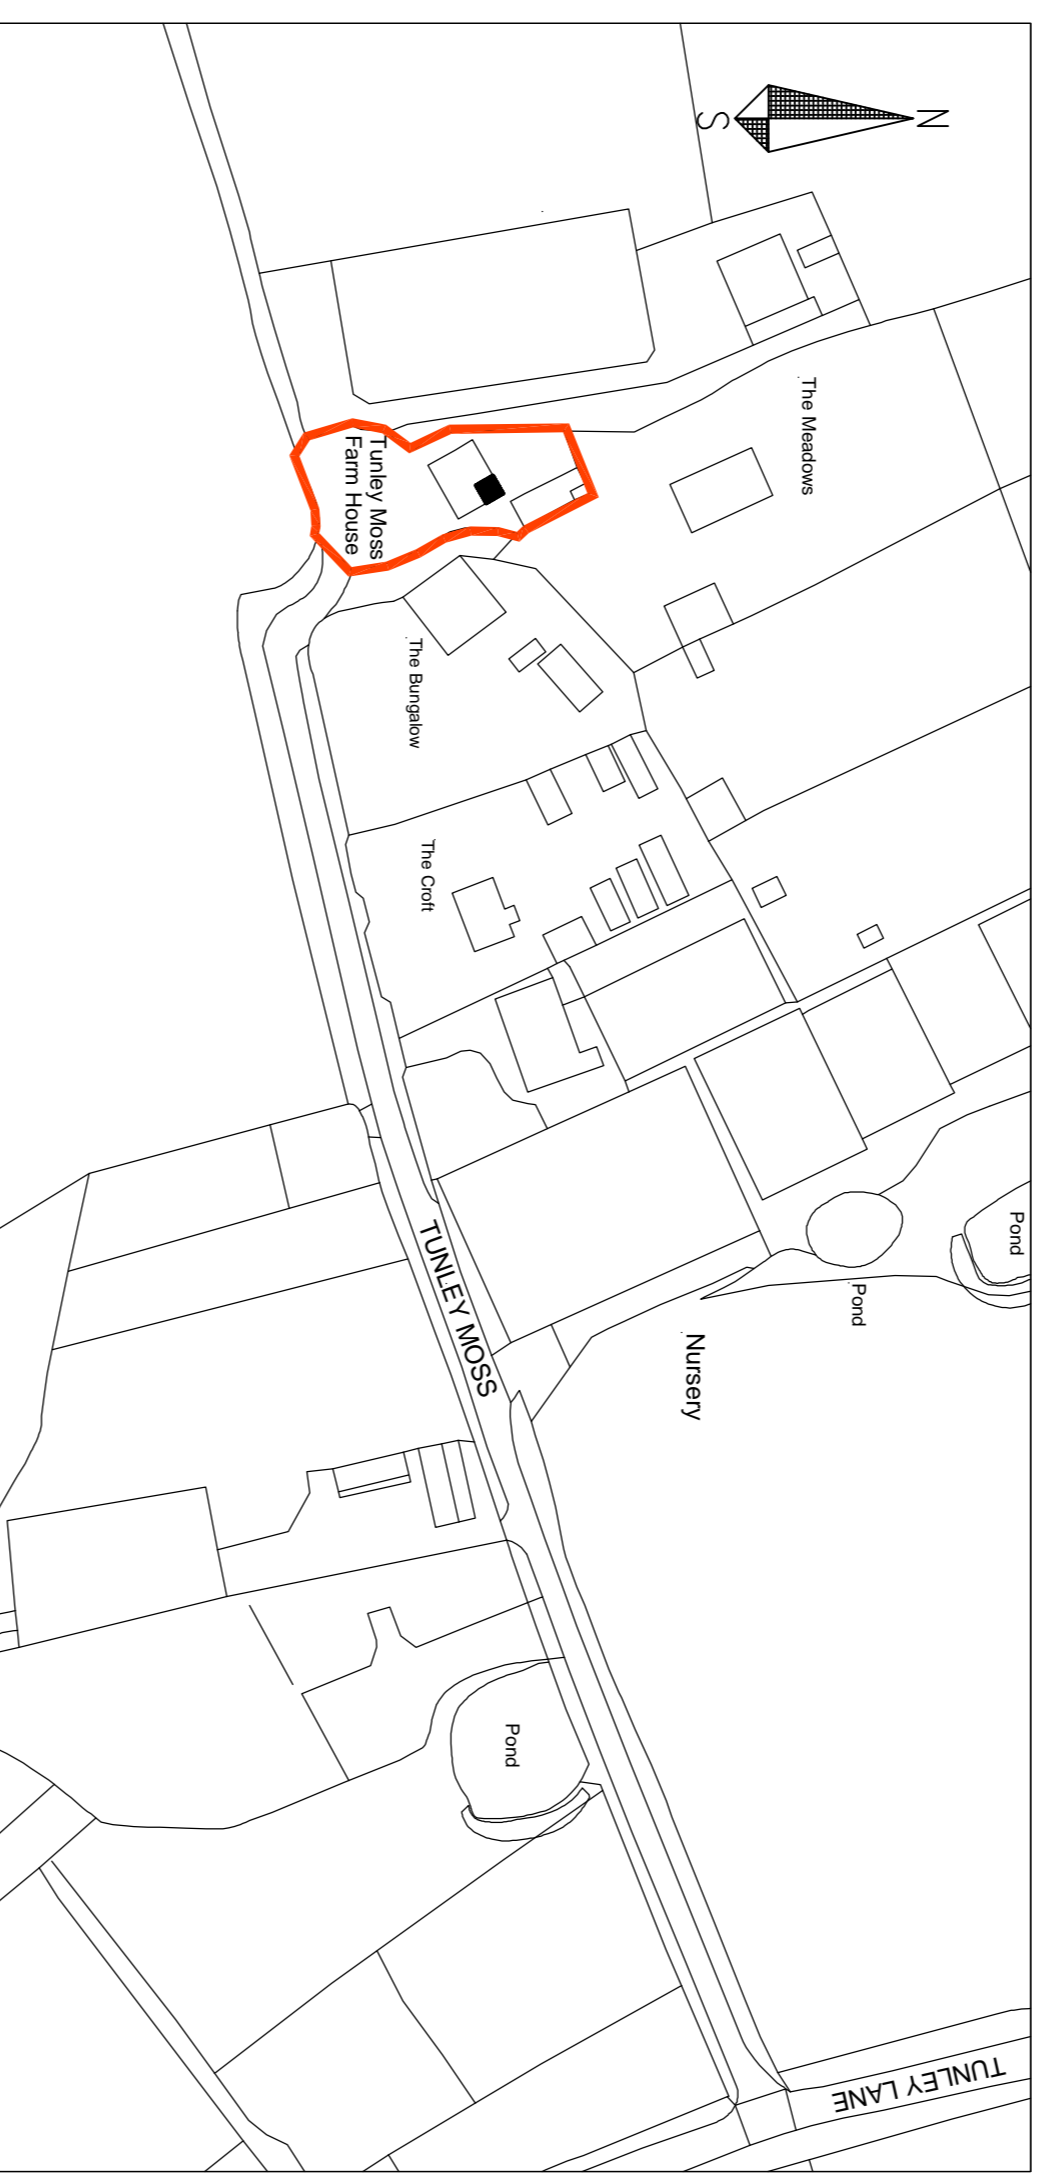 N
S
The Meadows
Tunley Moss
Farm House
The Bungalow
The Croft
Pond
Pond
Nursery
TUNLEY MOSS
Pond
TUNLEY LANE